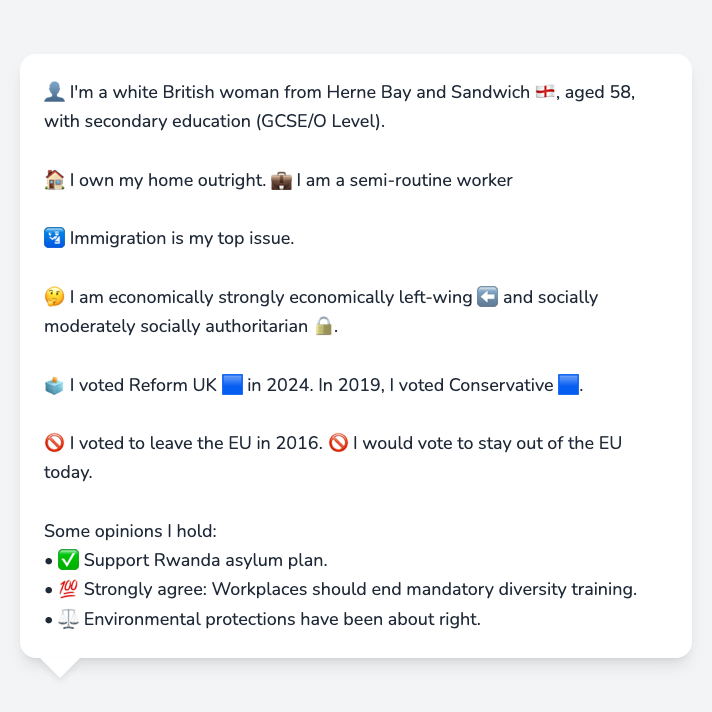 👤 I'm a white British woman from Herne Bay and Sandwich 🏴󠁧󠁢󠁥󠁮󠁧󠁿, aged 58,
with secondary education (GCSE/O Level).
🏠 I own my home outright. 💼 I am a semi-routine worker
🛂 Immigration is my top issue.
🤔 I am economically strongly economically left-wing ⬅️ and socially
moderately socially authoritarian 🔒.
🗳️ I voted Reform UK 🟦 in 2024. In 2019, I voted Conservative 🟦.
🚫 I voted to leave the EU in 2016. 🚫 I would vote to stay out of the EU
today.
Some opinions I hold:
• ✅ Support Rwanda asylum plan.
• 💯 Strongly agree: Workplaces should end mandatory diversity training.
• ⚖️ Environmental protections have been about right.